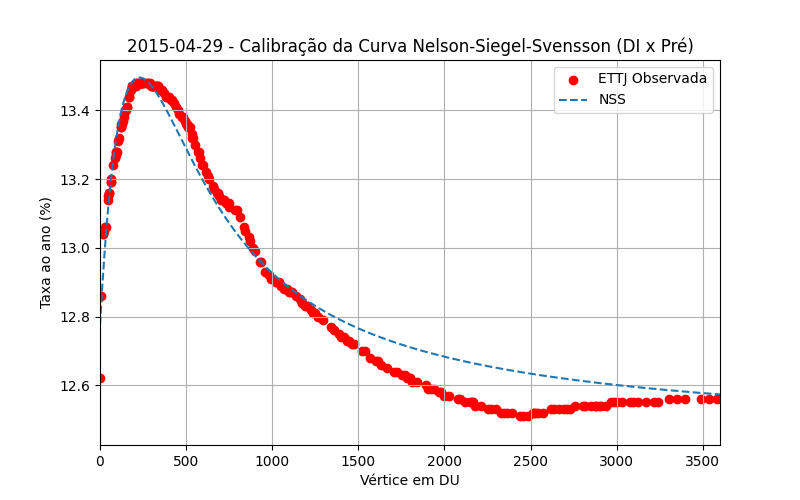 2015-04-29 - Calibração da Curva Nelson-Siegel-Svensson (DI x Pré)
ETTJ Observada
NSS
Taxa ao ano (%)
13.4
13.2
13.0
12.8
12.6
0 500 1000 1500 2000 2500 3000 3500
Vértice em DU